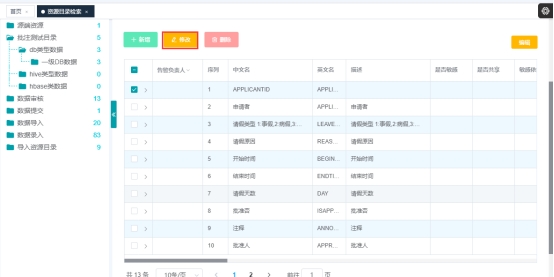 首页 ×
资源目录检索 ×
源端资源 3
批注测试目录 5
db类型数据 3
一级DB数据 3
hive类型数据 0
hbase类数据 0
数据审核 13
数据提交 1
数据导入 20
数据录入 63
导入资源目录 9
+ 新增 修改 删除
数据负责人 序列 中文名 英文名 描述 是否敏感 是否共享
1 APPLICANTID APPLI... APPLICANTID
2 申请者 APPLI... 申请者
3 请假类型 1:事假,2:病假,3:... LEAVE... 请假类型 1:事假,2:病假,3:...
4 请假原因 REAS... 请假原因
5 开始时间 BEGIN... 开始时间
6 结束时间 ENDTI... 结束时间
7 请假天数 DAY 请假天数
8 批准否 ISAPP... 批准否
9 注释 ANNO... 注释
10 批准人 APPR... 批准人
共 13 条 10条/页 < 1 2 > 前往 1 页